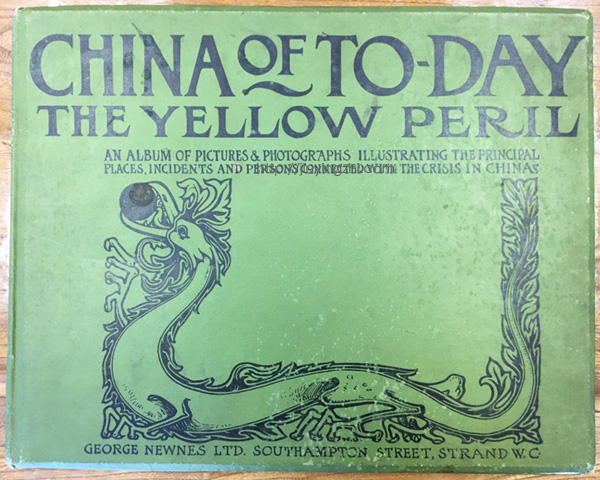 CHINA OF TO-DAY
THE YELLOW PERIL
AN ALBUM OF PICTURES & PHOTOGRAPHS ILLUSTRATING THE PRINCIPAL
PLACES, INCIDENTS AND PERSONS CONNECTED WITH THE CRISIS IN CHINA
GEORGE NEWNES LTD. SOUTHAMPTON STREET, STRAND W.C